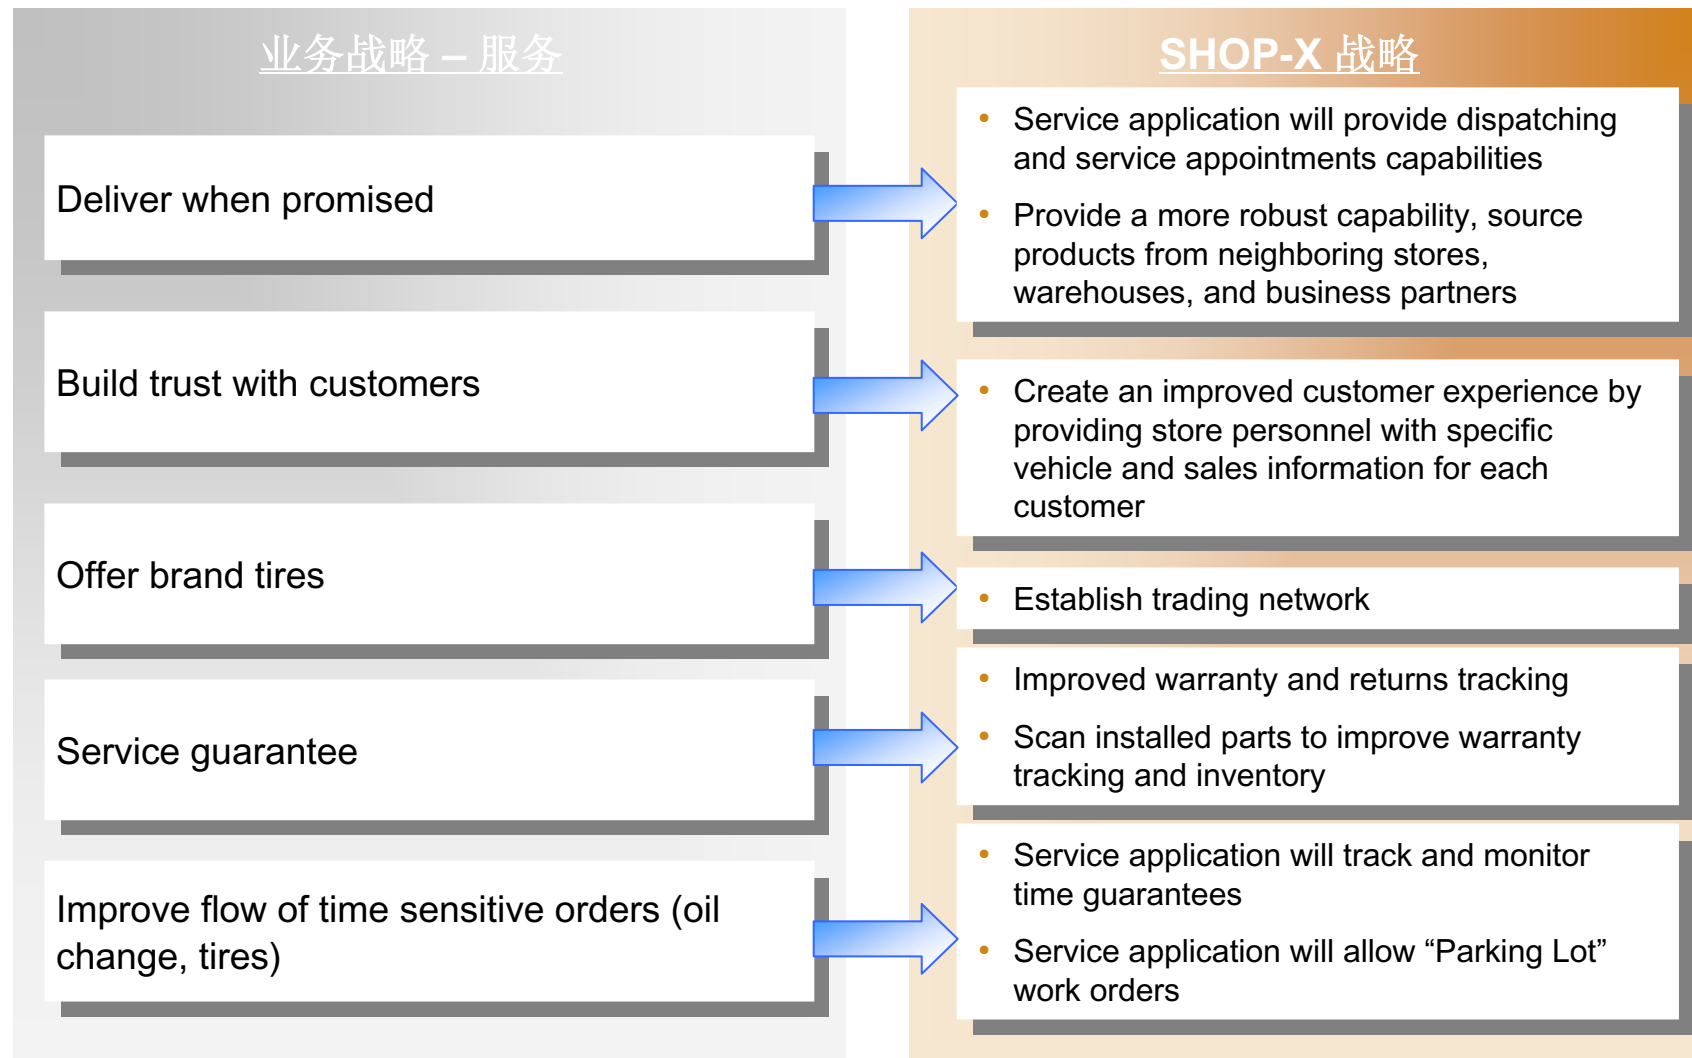 业务战略 – 服务
Deliver when promised
Build trust with customers
Offer brand tires
Service guarantee
Improve flow of time sensitive orders (oil
change, tires)
SHOP-X 战略
• Service application will provide dispatching
and service appointments capabilities
• Provide a more robust capability, source
products from neighboring stores,
warehouses, and business partners
• Create an improved customer experience by
providing store personnel with specific
vehicle and sales information for each
customer
• Establish trading network
• Improved warranty and returns tracking
• Scan installed parts to improve warranty
tracking and inventory
• Service application will track and monitor
time guarantees
• Service application will allow “Parking Lot”
work orders